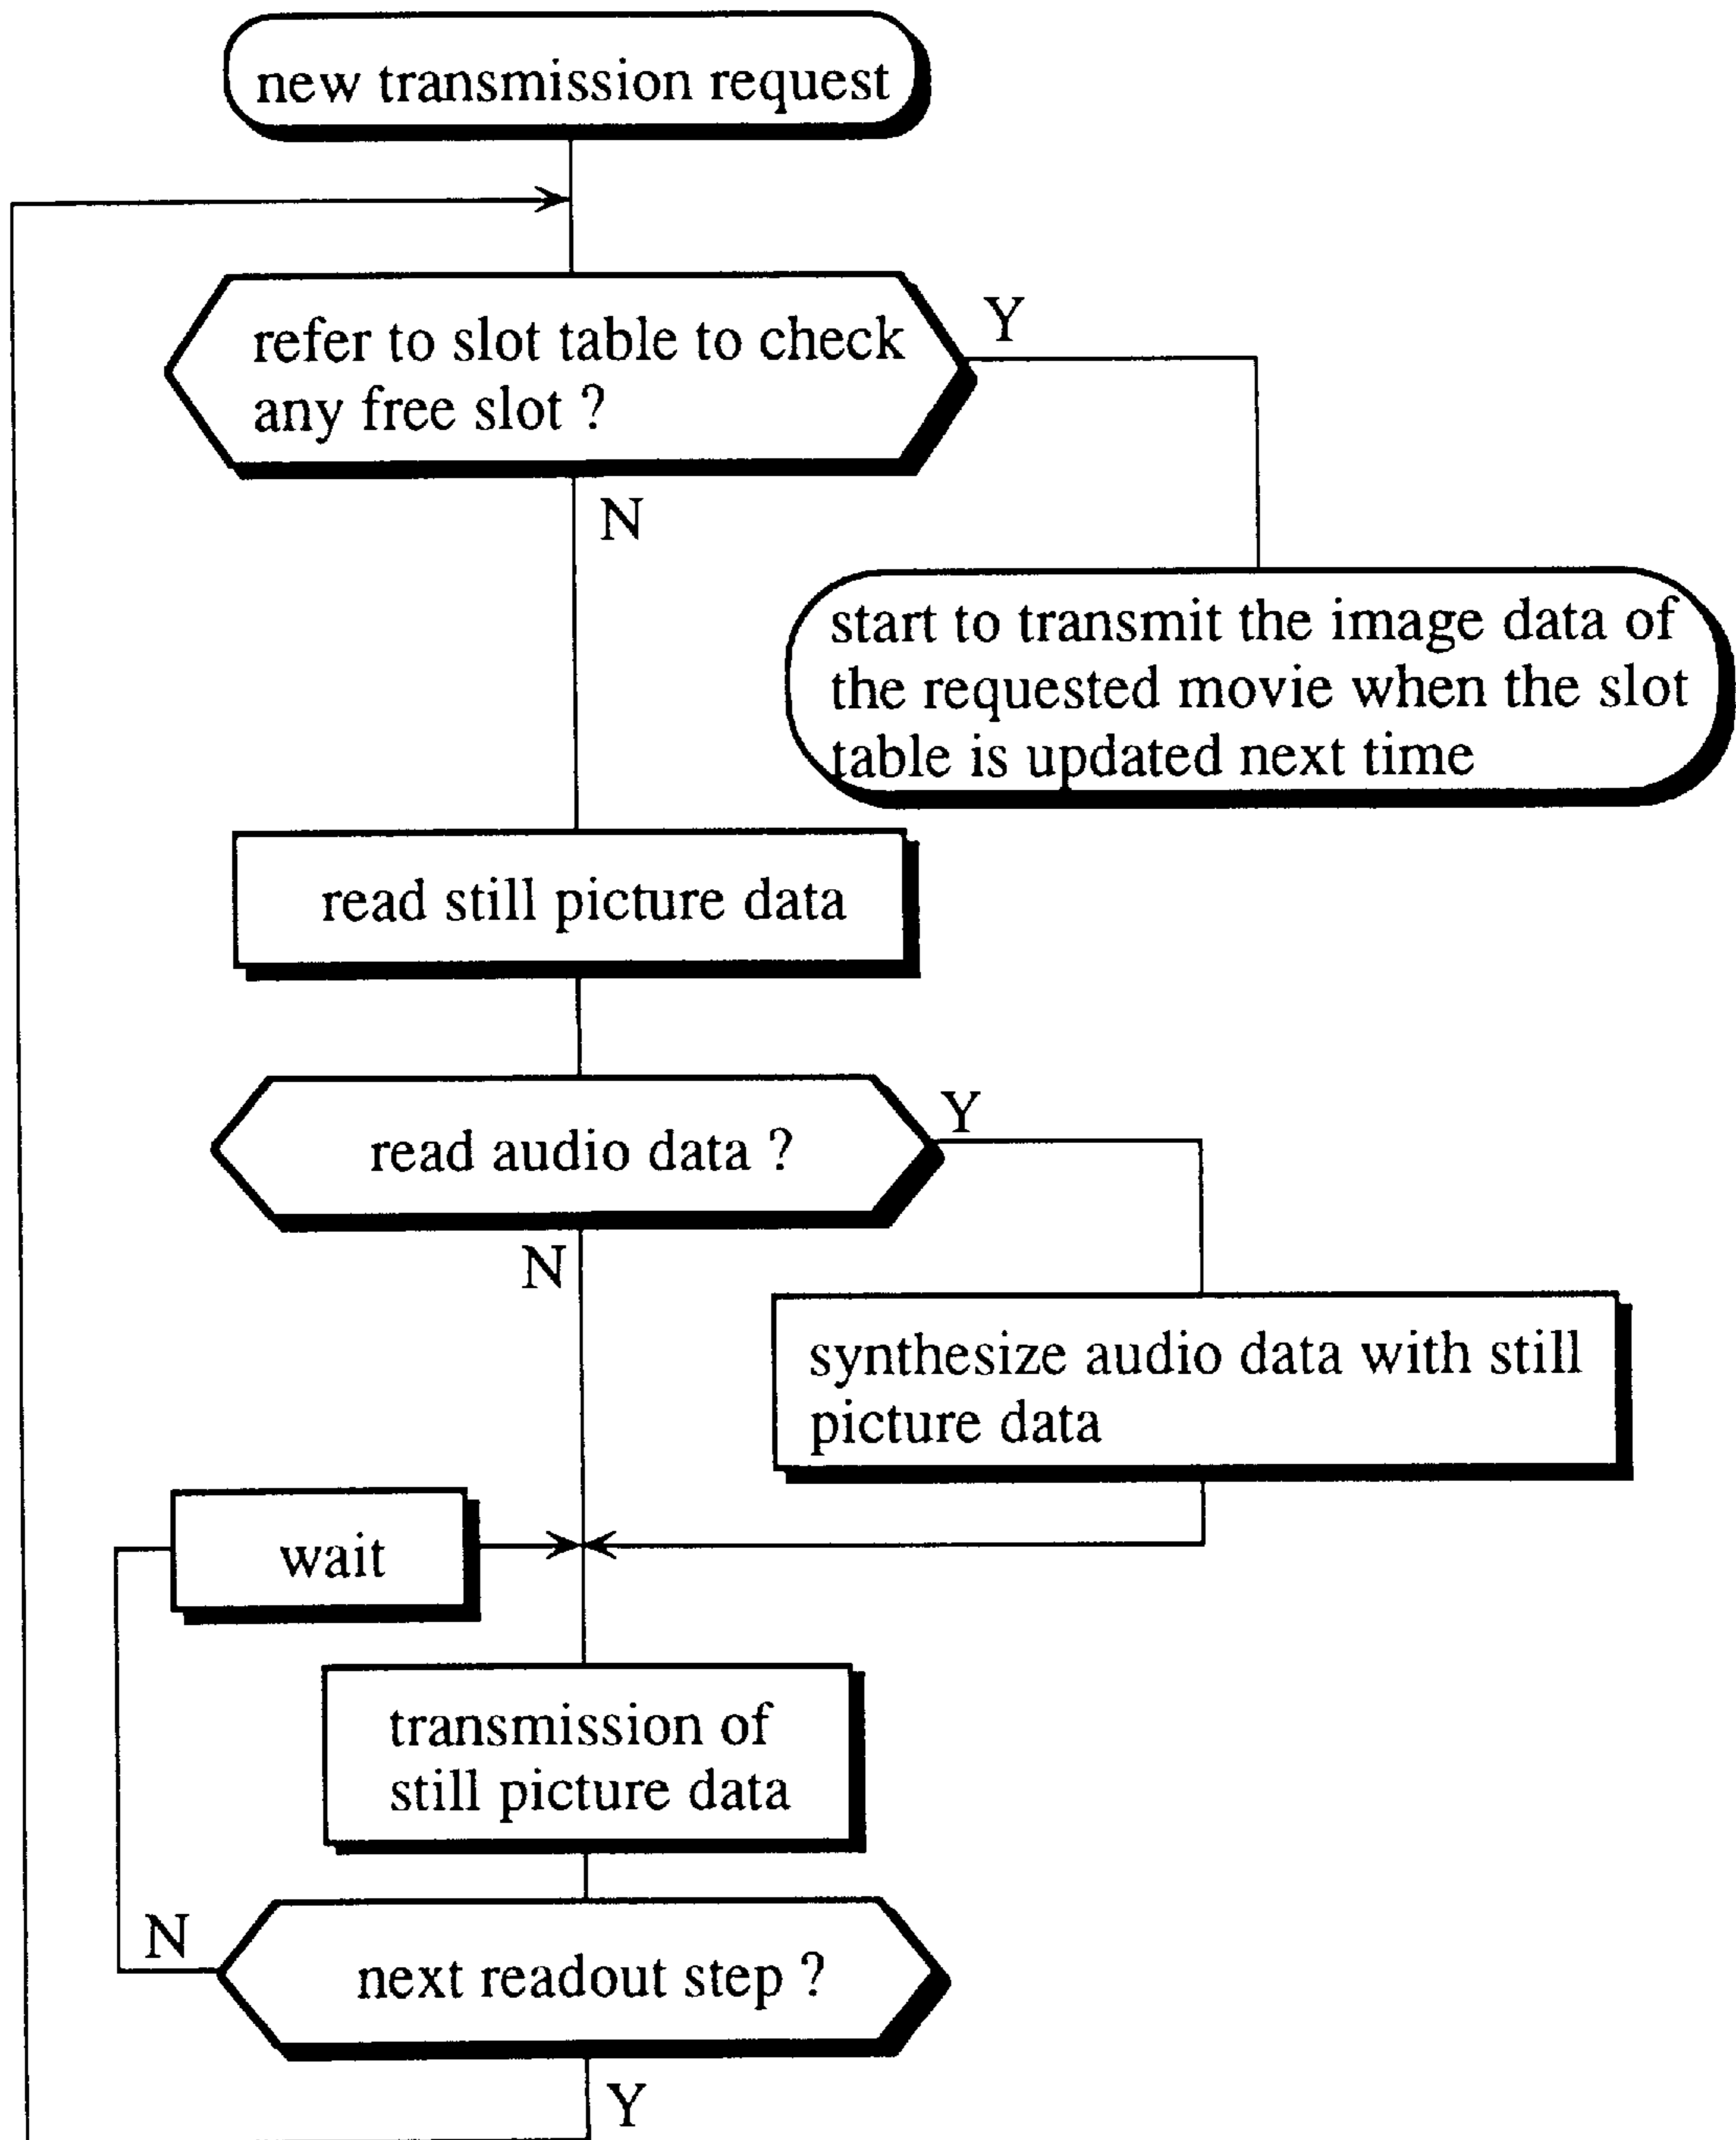 new transmission request
refer to slot table to check
any free slot ?
Y
N
start to transmit the image data of
the requested movie when the slot
table is updated next time
read still picture data
read audio data ?
Y
N
synthesize audio data with still
picture data
wait
transmission of
still picture data
N
next readout step ?
Y